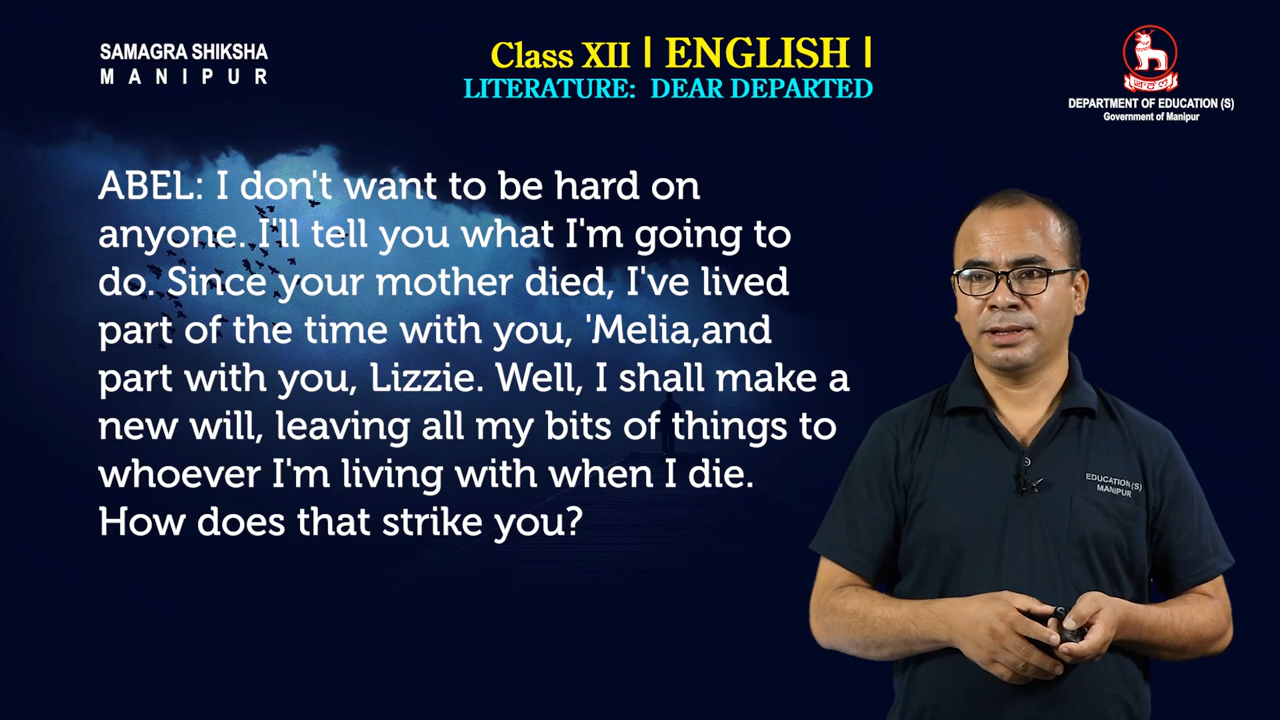 SAMAGRA SHIKSHA
MANIPUR
Class XII | ENGLISH |
LITERATURE: DEAR DEPARTED
DEPARTMENT OF EDUCATION (S)
Government of Manipur
ABEL: I don't want to be hard on
anyone. I'll tell you what I'm going to
do. Since your mother died, I've lived
part of the time with you, 'Melia,and
part with you, Lizzie. Well, I shall make a
new will, leaving all my bits of things to
whoever I'm living with when I die.
How does that strike you?
EDUCATION (S)
MANIPUR